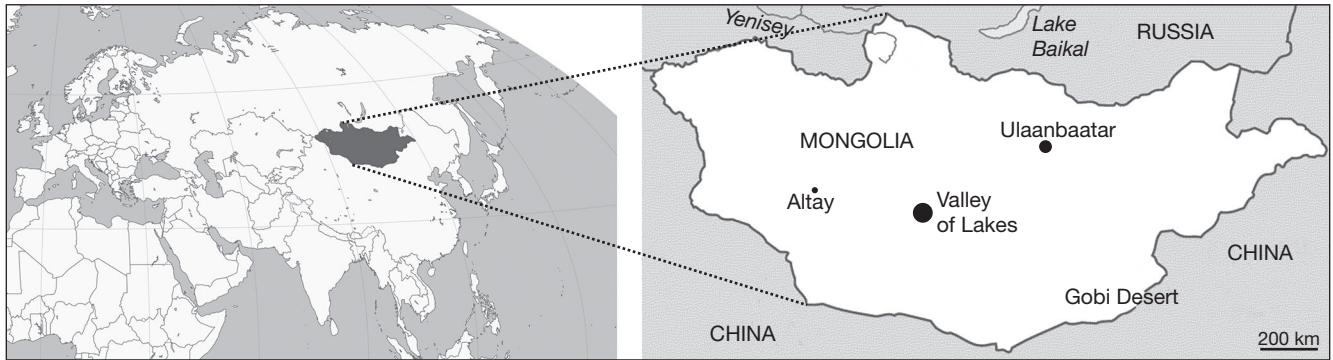 Yenisey
Lake
Baikal
RUSSIA
Ulaanbaatar
MONGOLIA
Altay
Valley
of Lakes
CHINA
Gobi Desert
CHINA
200 km